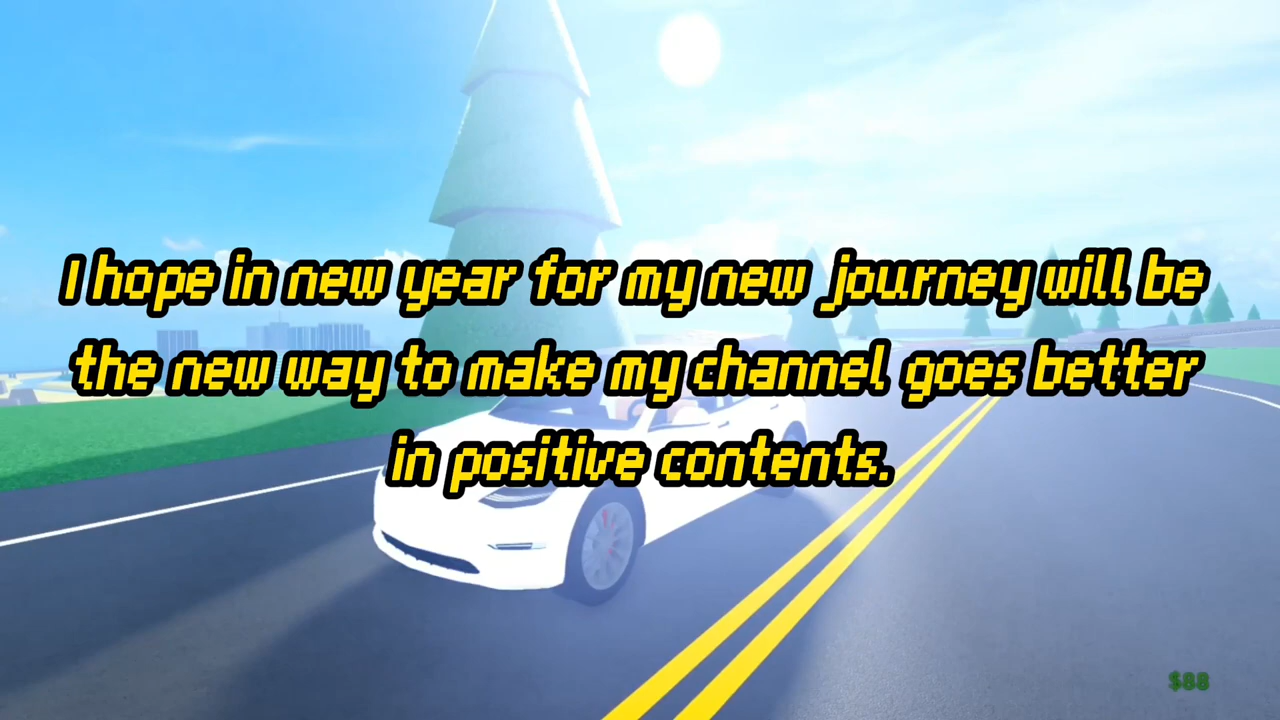 I hope in new year for my new journey will be
the new way to make my channel goes better
in positive contents.
$88